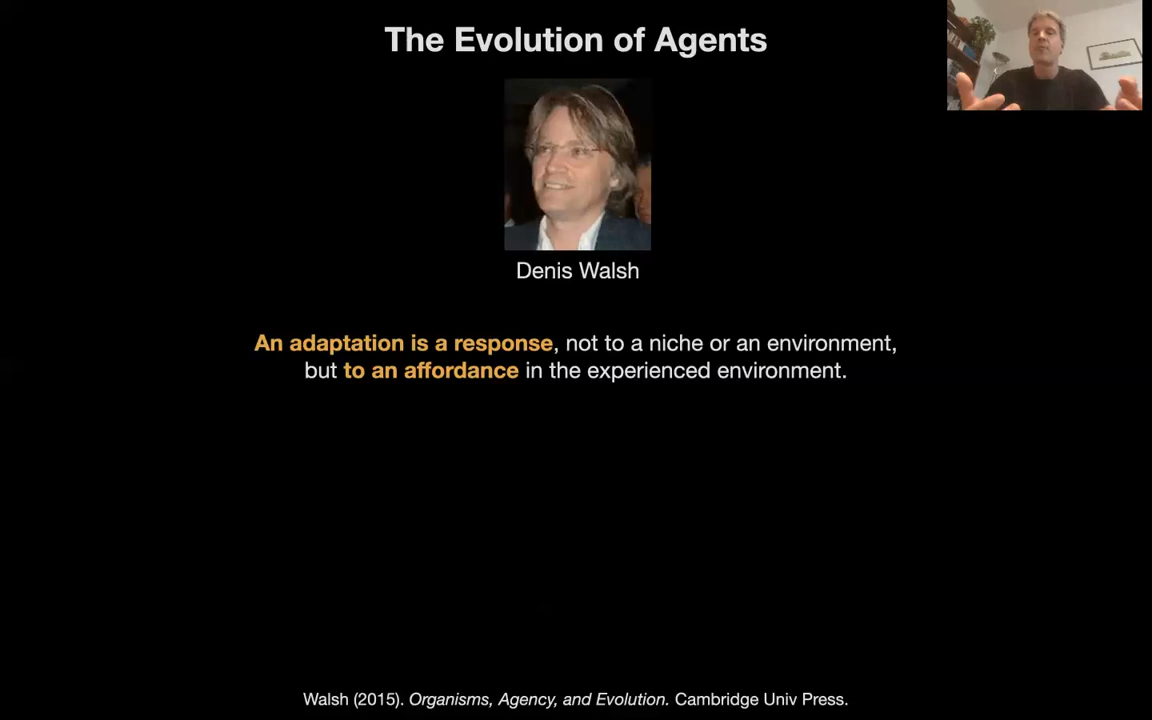 The Evolution of Agents
Denis Walsh
An adaptation is a response, not to a niche or an environment,
but to an affordance in the experienced environment.
Walsh (2015). Organisms, Agency, and Evolution. Cambridge Univ Press.